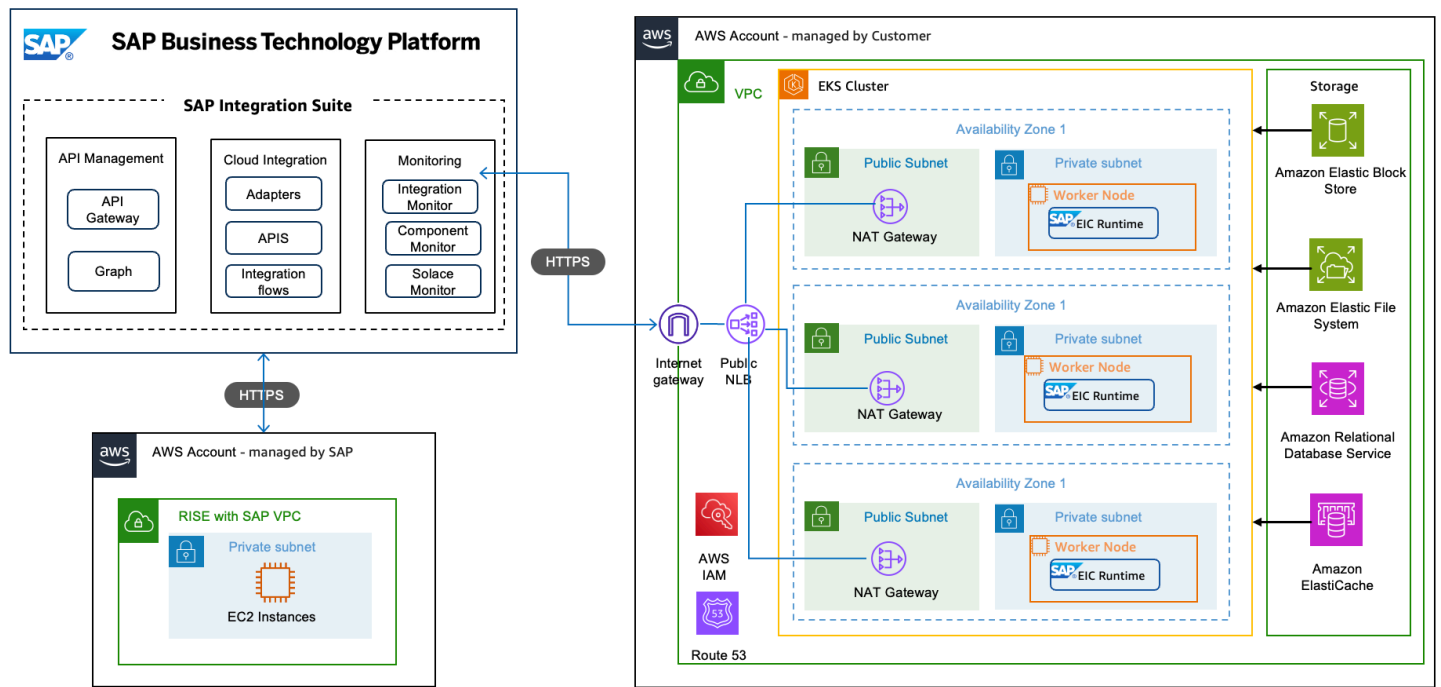 SAP
®
SAP Business Technology Platform
SAP Integration Suite
API Management
API
Gateway
Graph
Cloud Integration
Adapters
APIS
Integration
flows
Monitoring
Integration
Monitor
Component
Monitor
Solace
Monitor
HTTPS
HTTPS
aws
AWS Account - managed by SAP
RISE with SAP VPC
Private subnet
EC2 Instances
aws
AWS Account - managed by Customer
VPC
Internet
gateway
Public
NLB
AWS
IAM
53
Route 53
K
EKS Cluster
Availability Zone 1
Public Subnet
NAT Gateway
Private subnet
Worker Node
SAP® EIC Runtime
Availability Zone 1
Public Subnet
NAT Gateway
Private subnet
Worker Node
SAP® EIC Runtime
Availability Zone 1
Public Subnet
NAT Gateway
Private subnet
Worker Node
SAP® EIC Runtime
Storage
Amazon Elastic Block
Store
Amazon Elastic File
System
Amazon Relational
Database Service
Amazon
ElastiCache